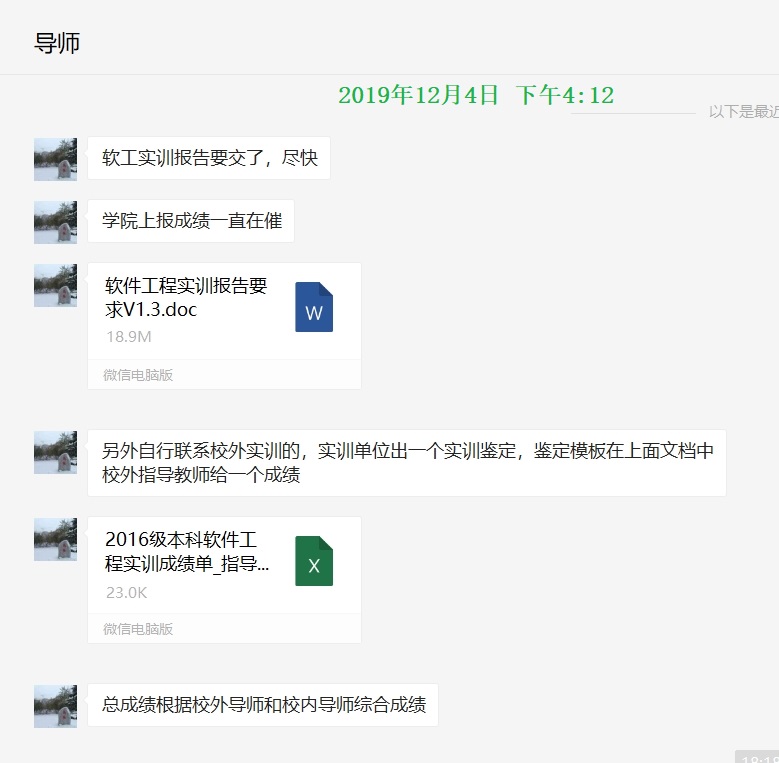 导师
2019年12月4日 下午4:12
以下是最近
软工实训报告要交了，尽快
学院上报成绩一直在催
软件工程实训报告要
求V1.3.doc
W
18.9M
微信电脑版
另外自行联系校外实训的，实训单位出一个实训鉴定，鉴定模板在上面文档中
校外指导教师给一个成绩
2016级本科软件工
程实训成绩单_指导...
X
23.0K
微信电脑版
总成绩根据校外导师和校内导师综合成绩